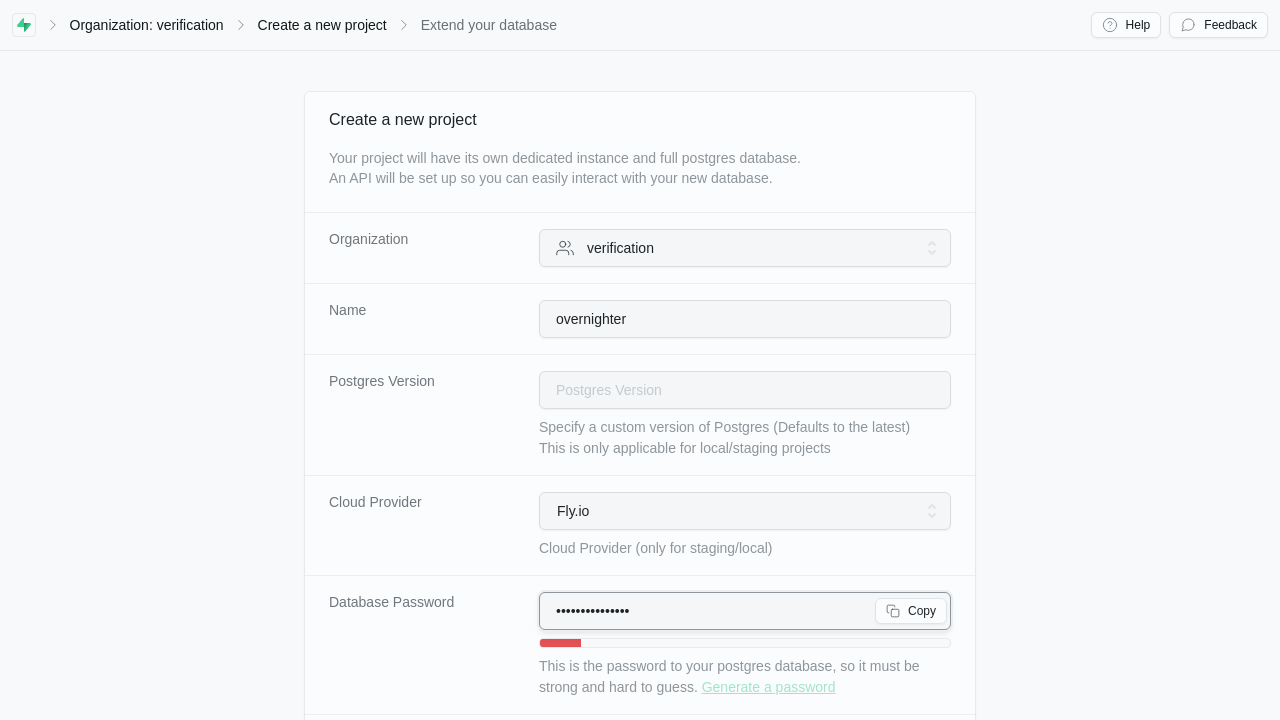 Organization: verification
Create a new project
Extend your database
Help
Feedback
Create a new project
Your project will have its own dedicated instance and full postgres database.
An API will be set up so you can easily interact with your new database.
Organization
verification
Name
overnighter
Postgres Version
Postgres Version
Specify a custom version of Postgres (Defaults to the latest)
This is only applicable for local/staging projects
Cloud Provider
Fly.io
Cloud Provider (only for staging/local)
Database Password
•••••••••••••••
Copy
This is the password to your postgres database, so it must be
strong and hard to guess. Generate a password